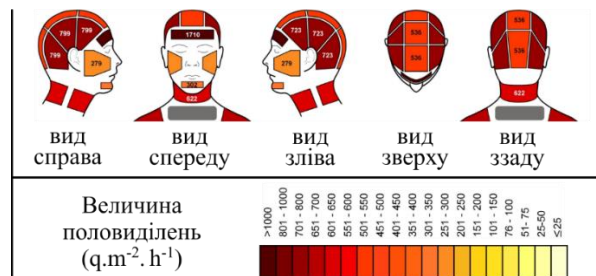 799 799 799 279
1710 302 622
723 723 723 279
536 536
536 536 622
вид справа
вид спереду
вид зліва
вид зверху
вид ззаду
Величина
половиділень
(q.m-2. h-1)
>1000
801 - 1000
701 - 800
651 - 700
601 - 650
551 - 600
501 - 550
451 - 500
401 - 450
351 - 400
301 - 350
251 - 300
201 - 250
151 - 200
101 - 150
76 - 100
51- 75
25-50
≤25